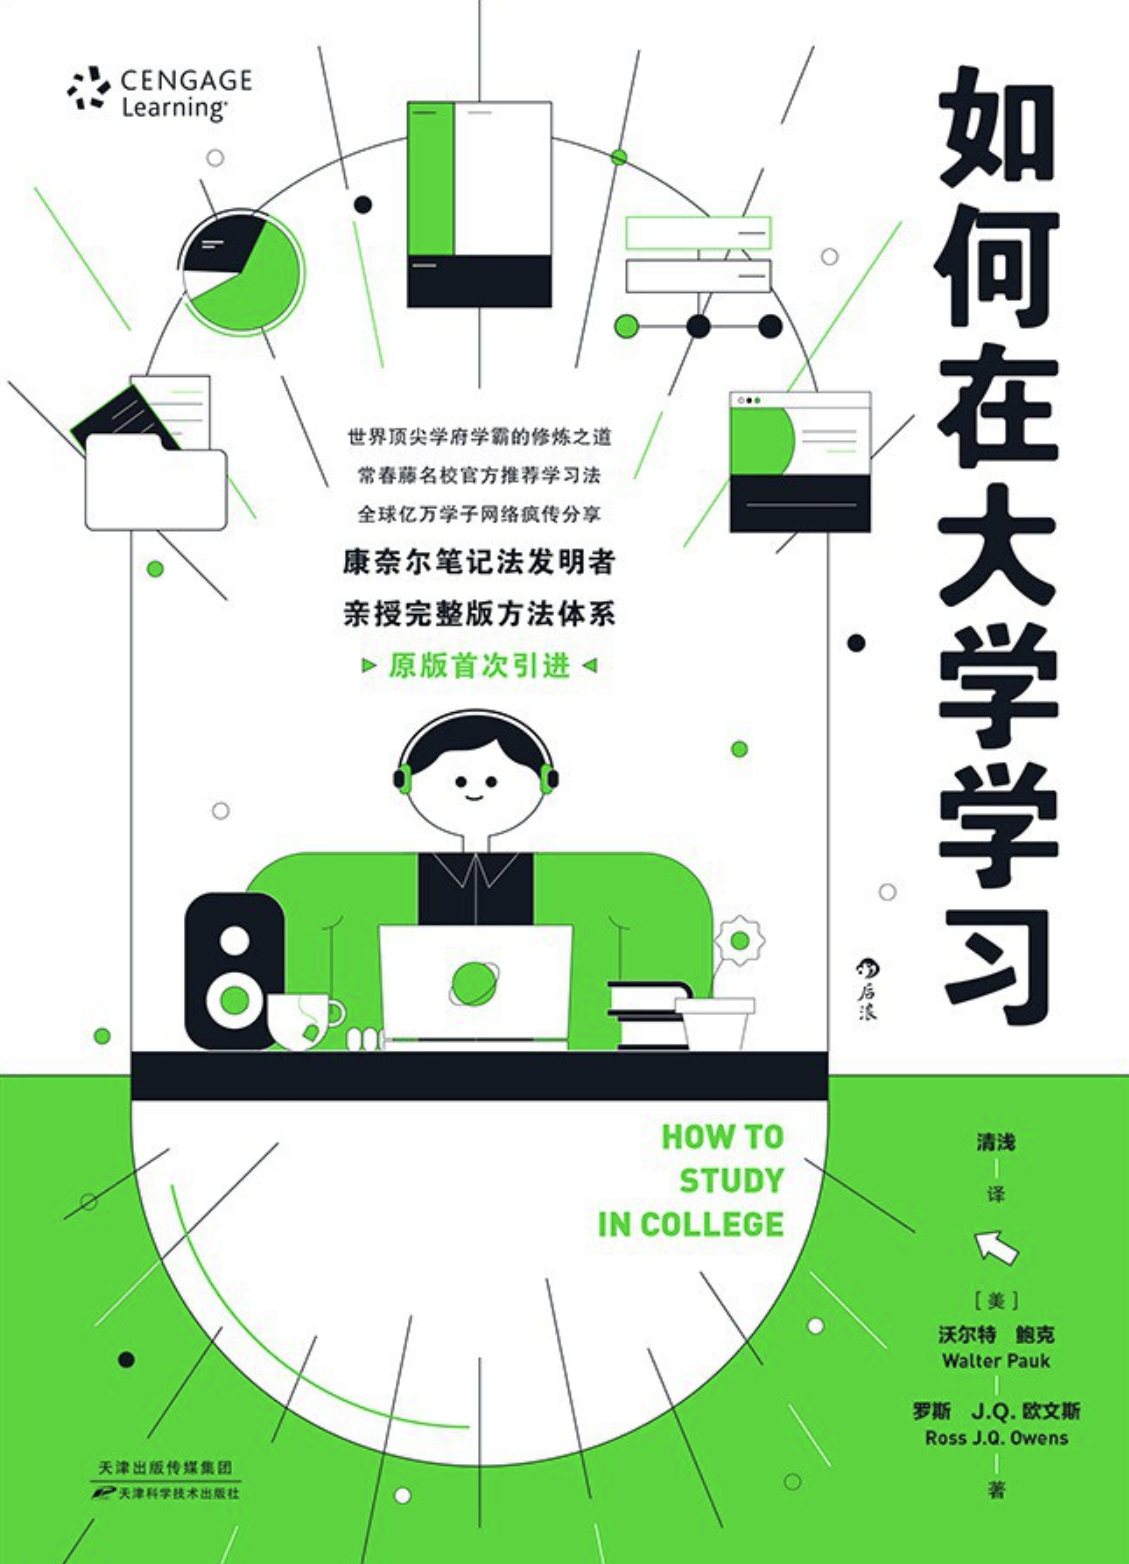 CENGAGE
Learning
如何在大学学习
世界顶尖学府学霸的修炼之道
常春藤名校官方推荐学习法
全球亿万学子网络疯传分享
康奈尔笔记法发明者
亲授完整版方法体系
原版首次引进
后浪
HOW TO
STUDY
IN COLLEGE
清浅
译
[美]
沃尔特 鲍克
Walter Pauk
罗斯 J.Q. 欧文斯
Ross J.Q. Owens
著
天津出版传媒集团
天津科学技术出版社